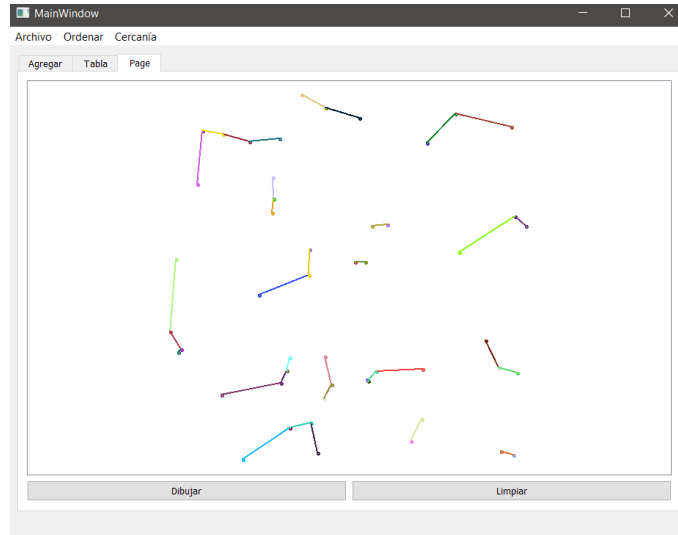 MainWindow
Archivo Ordenar Cercanía
Agregar Tabla Page
Dibujar Limpiar